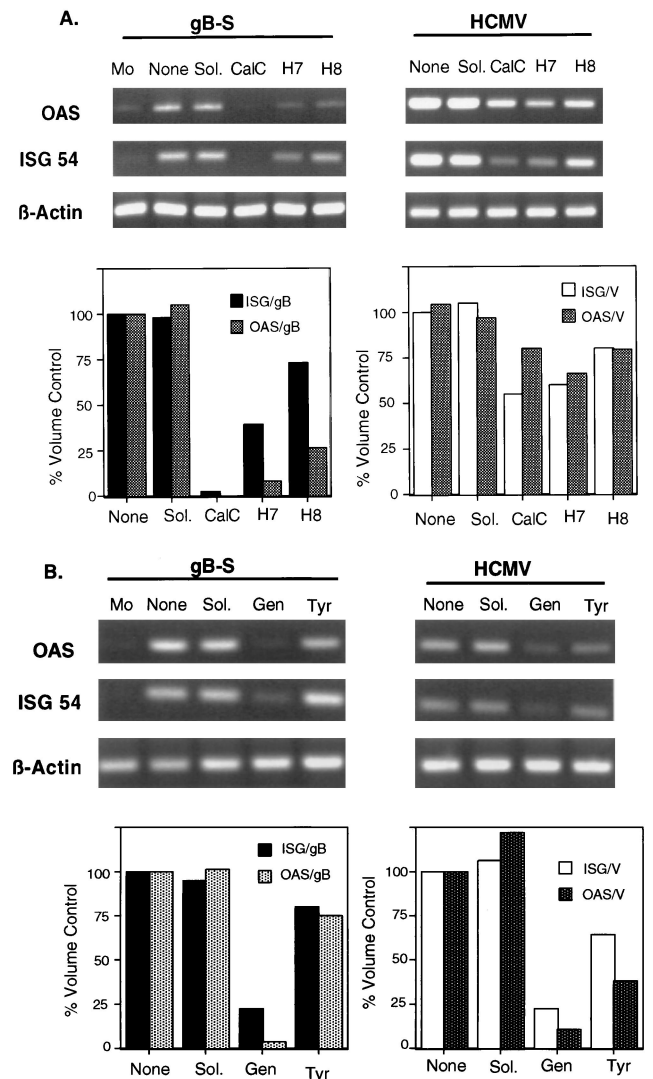 A.
gB-S HCMV
Mo None Sol. CalC H7 H8 None Sol. CalC H7 H8
OAS
ISG 54
ß-Actin
% Volume Control
100
75
50
25
0
ISG/gB
OAS/gB
None Sol. CalC H7 H8
% Volume Control
100
75
50
25
0
ISG/V
OAS/V
None Sol. CalC H7 H8
B.
gB-S HCMV
Mo None Sol. Gen Tyr None Sol. Gen Tyr
OAS
ISG 54
ß-Actin
% Volume Control
100
75
50
25
0
ISG/gB
OAS/gB
None Sol. Gen Tyr
% Volume Control
100
75
50
25
0
ISG/V
OAS/V
None Sol. Gen Tyr